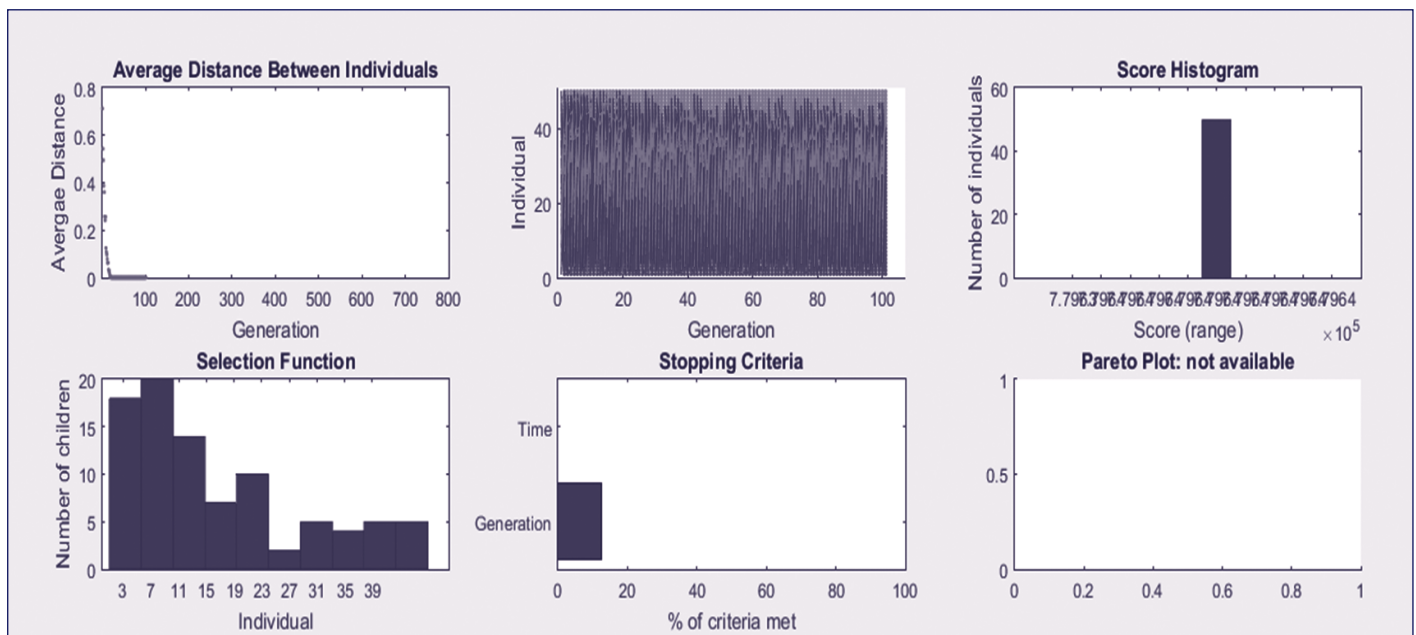 Average Distance Between Individuals
0.8
0.6
0.4
0.2
0
Avergae Distance
100 200 300 400 500 600 700 800
Generation
40
20
0
Individual
0 20 40 60 80 100
Generation
Score Histogram
60
40
20
0
Number of individuals
Score (range)
×10⁵
Selection Function
20
15
10
5
0
Number of children
3 7 11 15 19 23 27 31 35 39
Individual
Stopping Criteria
Time
Generation
0 20 40 60 80 100
% of criteria met
Pareto Plot: not available
1
0.5
0
0 0.2 0.4 0.6 0.8 1